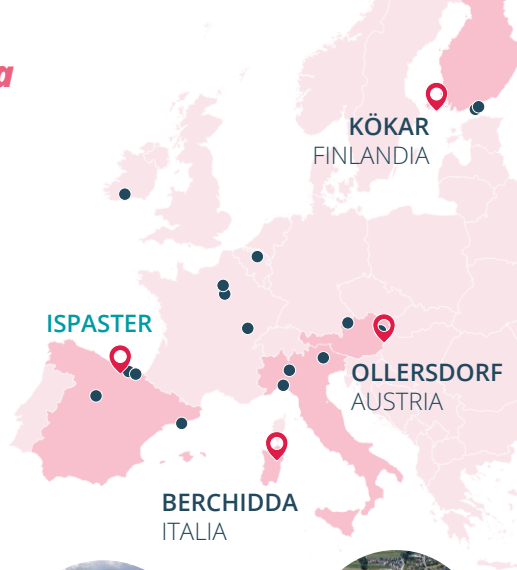 a
KÖKAR
FINLANDIA
ISPASTER
OLLERSDORF
AUSTRIA
BERCHIDDA
ITALIA